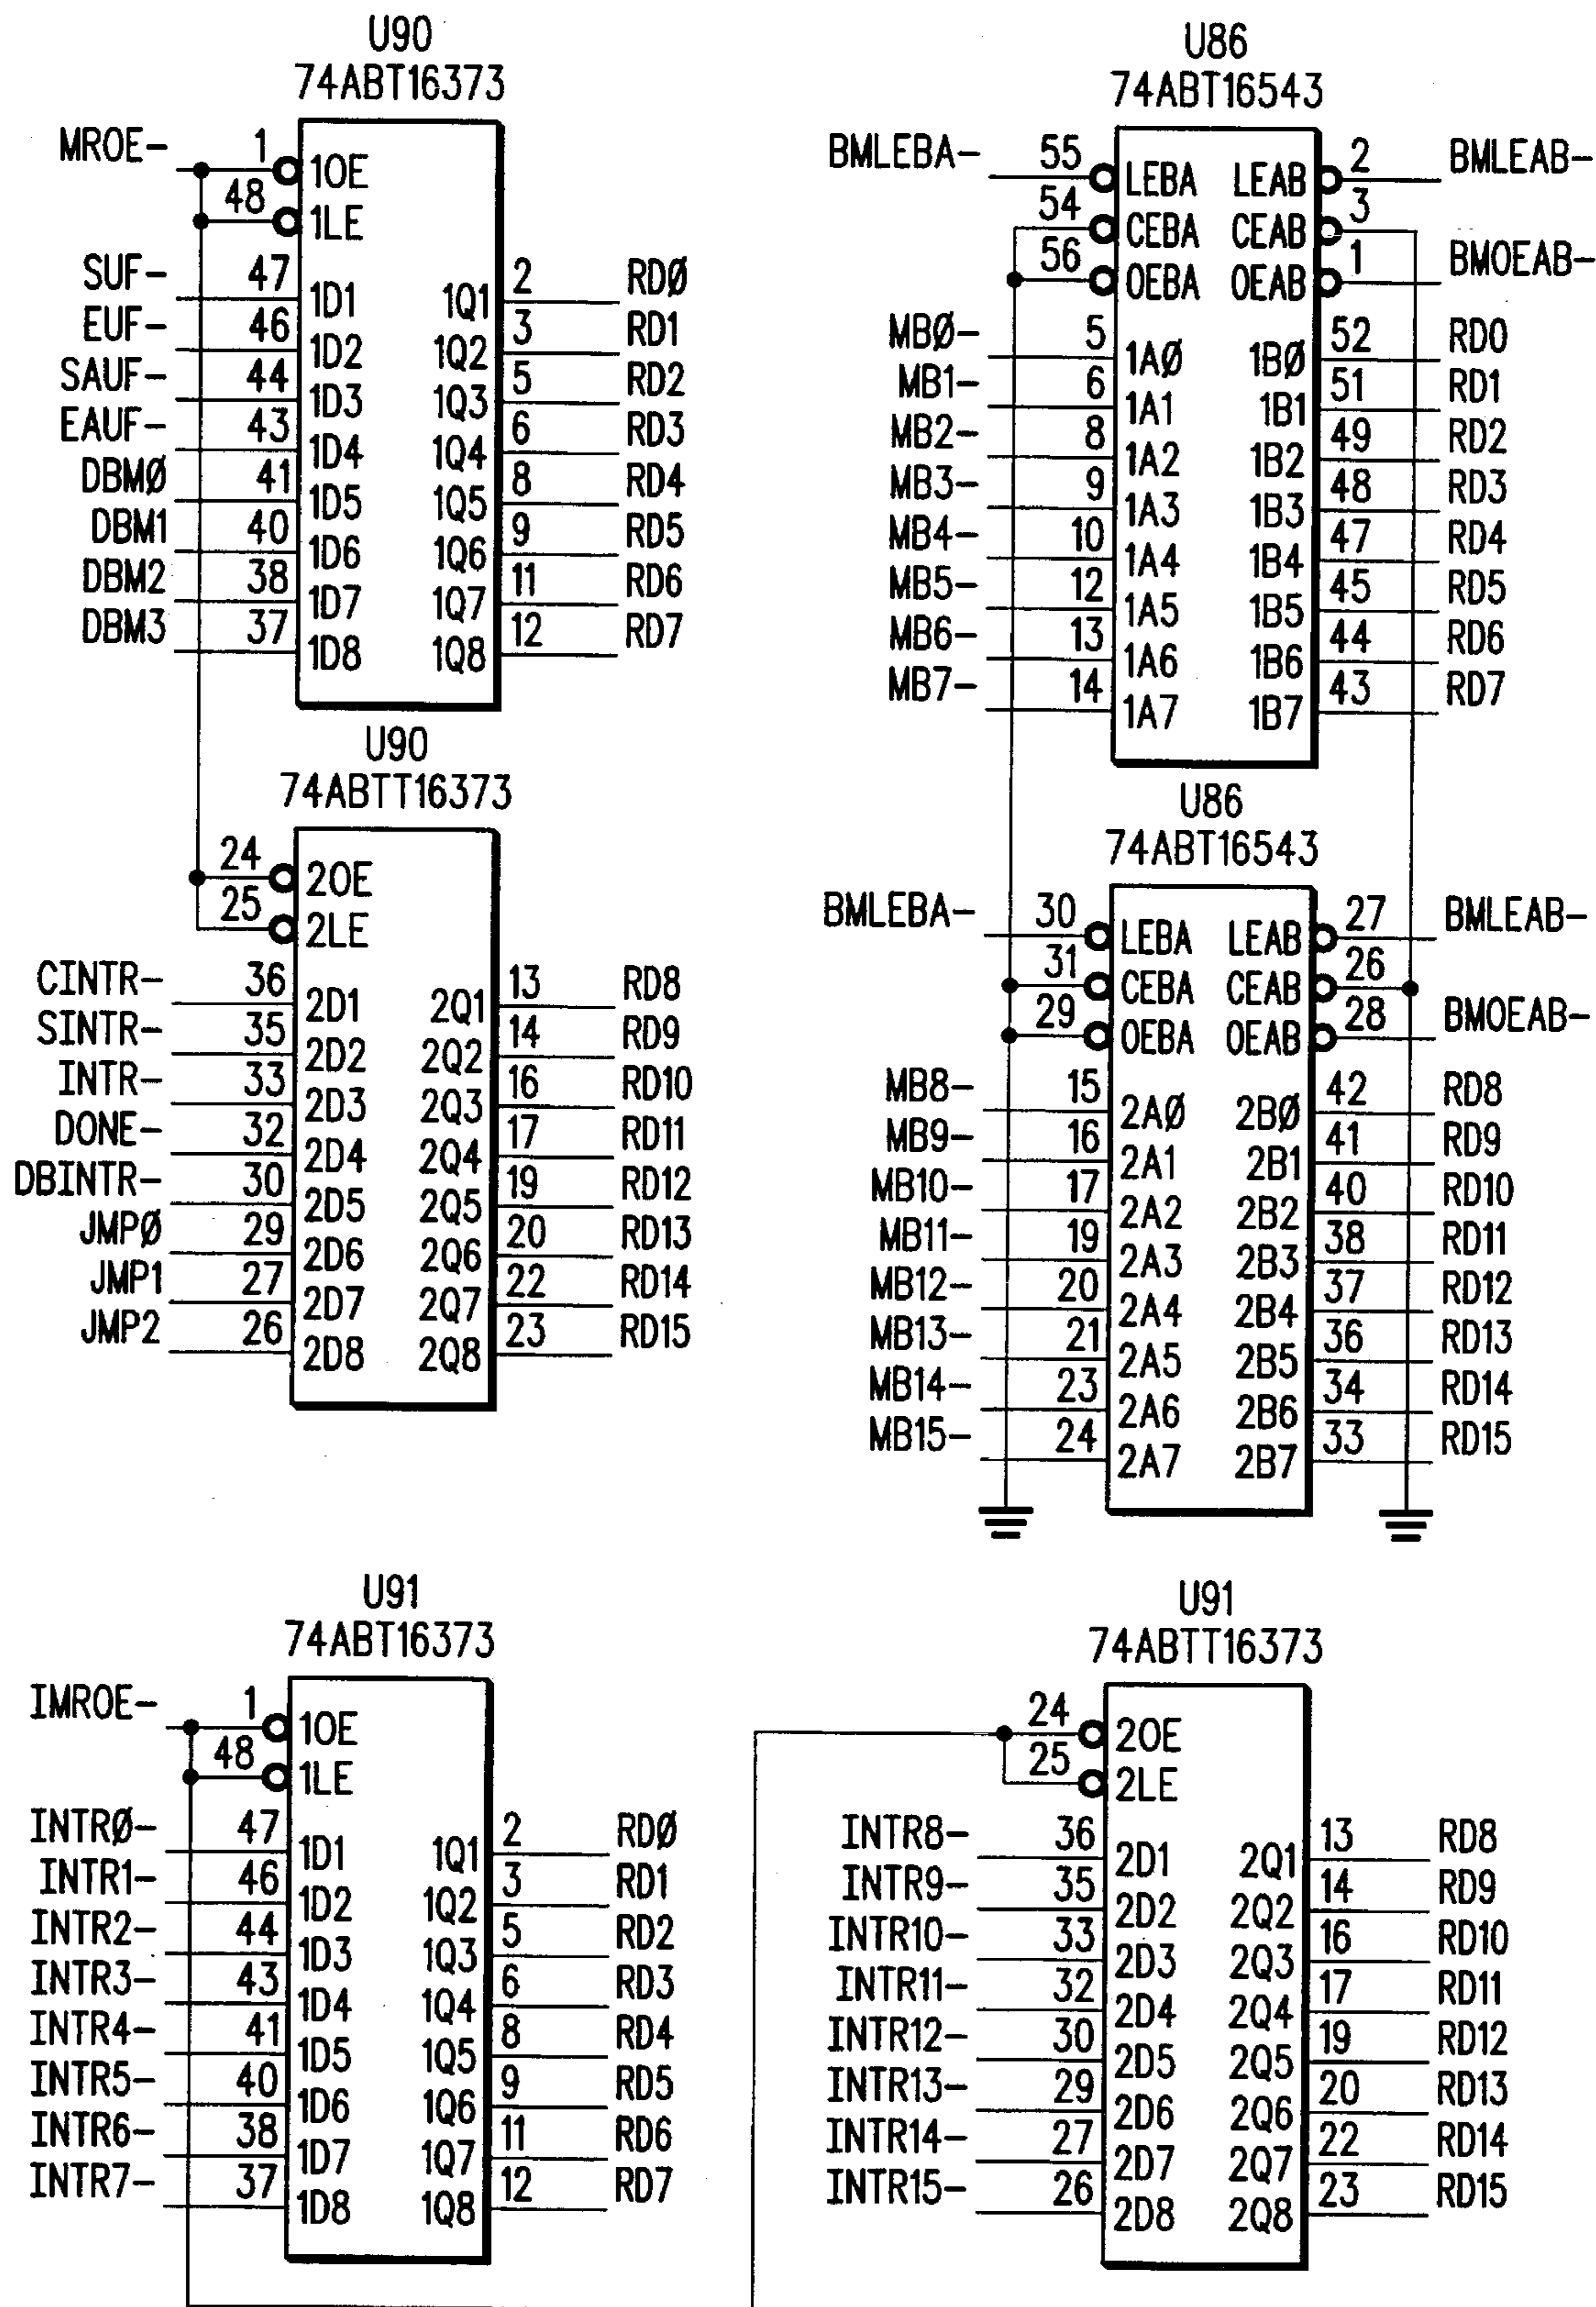 U90
74ABT16373
MROE- 1 1OE
48 1LE
SUF- 47 1D1 1Q1 2 RDØ
EUF- 46 1D2 1Q2 3 RD1
SAUF- 44 1D3 1Q3 5 RD2
EAUF- 43 1D4 1Q4 6 RD3
DBMØ 41 1D5 1Q5 8 RD4
DBM1 40 1D6 1Q6 9 RD5
DBM2 38 1D7 1Q7 11 RD6
DBM3 37 1D8 1Q8 12 RD7
U90
74ABTT16373
24 2OE
25 2LE
CINTR- 36 2D1 2Q1 13 RD8
SINTR- 35 2D2 2Q2 14 RD9
INTR- 33 2D3 2Q3 16 RD10
DONE- 32 2D4 2Q4 17 RD11
DBINTR- 30 2D5 2Q5 19 RD12
JMPØ 29 2D6 2Q6 20 RD13
JMP1 27 2D7 2Q7 22 RD14
JMP2 26 2D8 2Q8 23 RD15
U86
74ABT16543
BMLEBA- 55 LEBA LEAB 2 BMLEAB-
54 CEBA CEAB 3
56 OEBA OEAB 1 BMOEAB-
MBØ- 5 1AØ 1BØ 52 RD0
MB1- 6 1A1 1B1 51 RD1
MB2- 8 1A2 1B2 49 RD2
MB3- 9 1A3 1B3 48 RD3
MB4- 10 1A4 1B4 47 RD4
MB5- 12 1A5 1B5 45 RD5
MB6- 13 1A6 1B6 44 RD6
MB7- 14 1A7 1B7 43 RD7
U86
74ABT16543
BMLEBA- 30 LEBA LEAB 27 BMLEAB-
31 CEBA CEAB 26
29 OEBA OEAB 28 BMOEAB-
MB8- 15 2AØ 2BØ 42 RD8
MB9- 16 2A1 2B1 41 RD9
MB10- 17 2A2 2B2 40 RD10
MB11- 19 2A3 2B3 38 RD11
MB12- 20 2A4 2B4 37 RD12
MB13- 21 2A5 2B5 36 RD13
MB14- 23 2A6 2B6 34 RD14
MB15- 24 2A7 2B7 33 RD15
U91
74ABT16373
IMROE- 1 1OE
48 1LE
INTRØ- 47 1D1 1Q1 2 RDØ
INTR1- 46 1D2 1Q2 3 RD1
INTR2- 44 1D3 1Q3 5 RD2
INTR3- 43 1D4 1Q4 6 RD3
INTR4- 41 1D5 1Q5 8 RD4
INTR5- 40 1D6 1Q6 9 RD5
INTR6- 38 1D7 1Q7 11 RD6
INTR7- 37 1D8 1Q8 12 RD7
U91
74ABTT16373
24 2OE
25 2LE
INTR8- 36 2D1 2Q1 13 RD8
INTR9- 35 2D2 2Q2 14 RD9
INTR10- 33 2D3 2Q3 16 RD10
INTR11- 32 2D4 2Q4 17 RD11
INTR12- 30 2D5 2Q5 19 RD12
INTR13- 29 2D6 2Q6 20 RD13
INTR14- 27 2D7 2Q7 22 RD14
INTR15- 26 2D8 2Q8 23 RD15